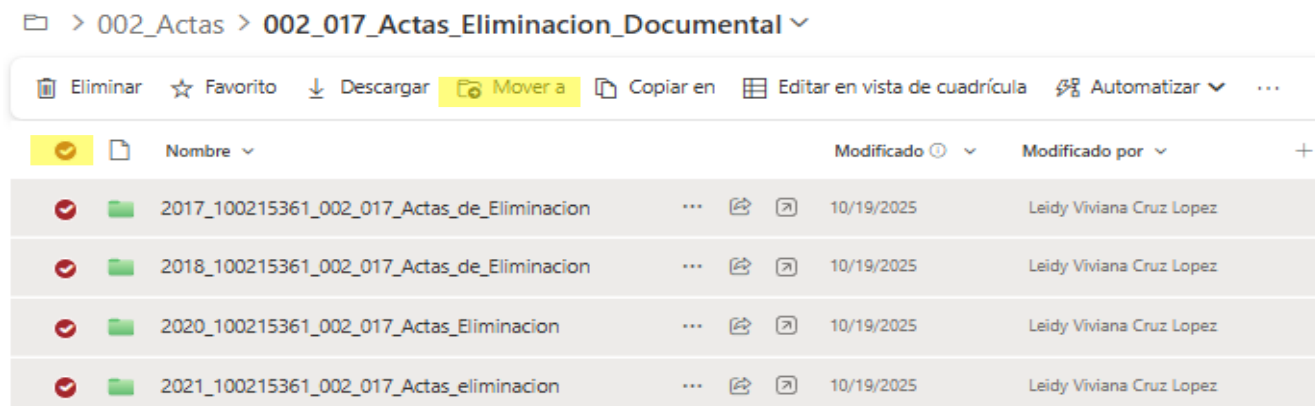 > 002_Actas > 002_017_Actas_Eliminacion_Documental
Eliminar Favorito Descargar Mover a Copiar en Editar en vista de cuadrícula Automatizar ...
Nombre Modificado Modificado por +
2017_100215361_002_017_Actas_de_Eliminacion ... 10/19/2025 Leidy Viviana Cruz Lopez
2018_100215361_002_017_Actas_de_Eliminacion ... 10/19/2025 Leidy Viviana Cruz Lopez
2020_100215361_002_017_Actas_Eliminacion ... 10/19/2025 Leidy Viviana Cruz Lopez
2021_100215361_002_017_Actas_eliminacion ... 10/19/2025 Leidy Viviana Cruz Lopez